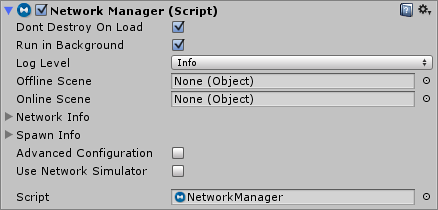 Network Manager (Script)
Dont Destroy On Load
Run in Background
Log Level Info
Offline Scene None (Object)
Online Scene None (Object)
Network Info
Spawn Info
Advanced Configuration
Use Network Simulator
Script NetworkManager